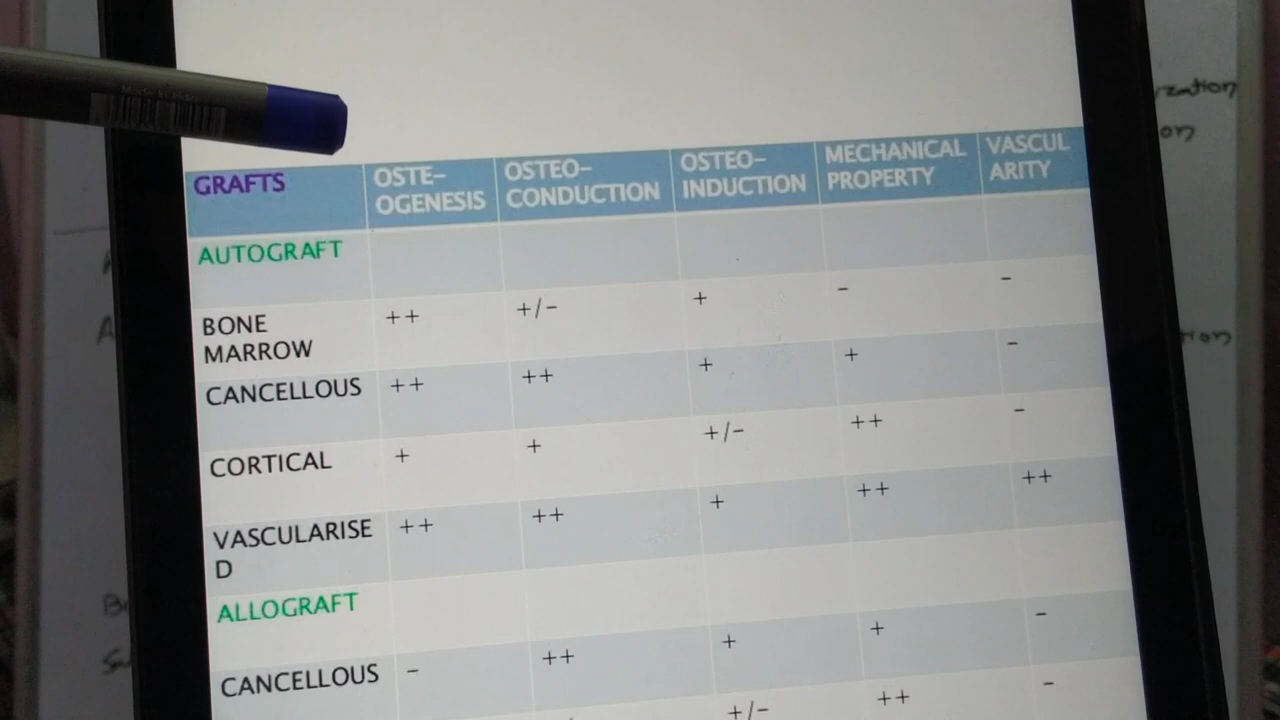 GRAFTS OSTE- OSTEO- OSTEO- MECHANICAL VASCUL
OGENESIS CONDUCTION INDUCTION PROPERTY ARITY
AUTOGRAFT
BONE ++ +/- + - -
MARROW
CANCELLOUS ++ ++ + + -
CORTICAL + + +/- ++ -
VASCULARISE ++ ++ + ++ ++
D
ALLOGRAFT
CANCELLOUS - ++ + + -
+/- ++ -